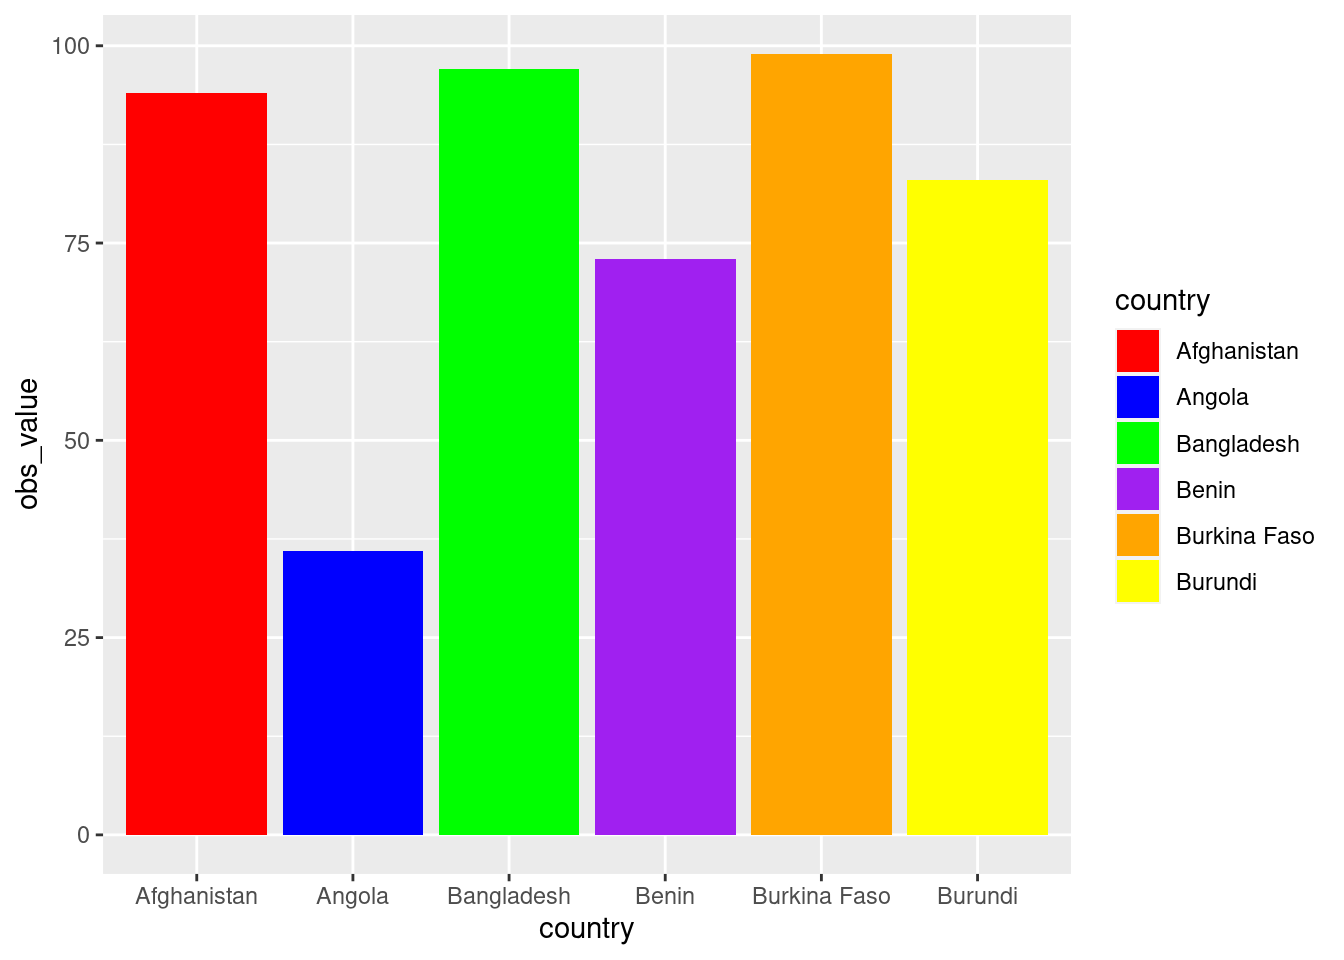 100
75
50
25
0
obs_value
Afghanistan Angola Bangladesh Benin Burkina Faso Burundi
country
country
Afghanistan
Angola
Bangladesh
Benin
Burkina Faso
Burundi